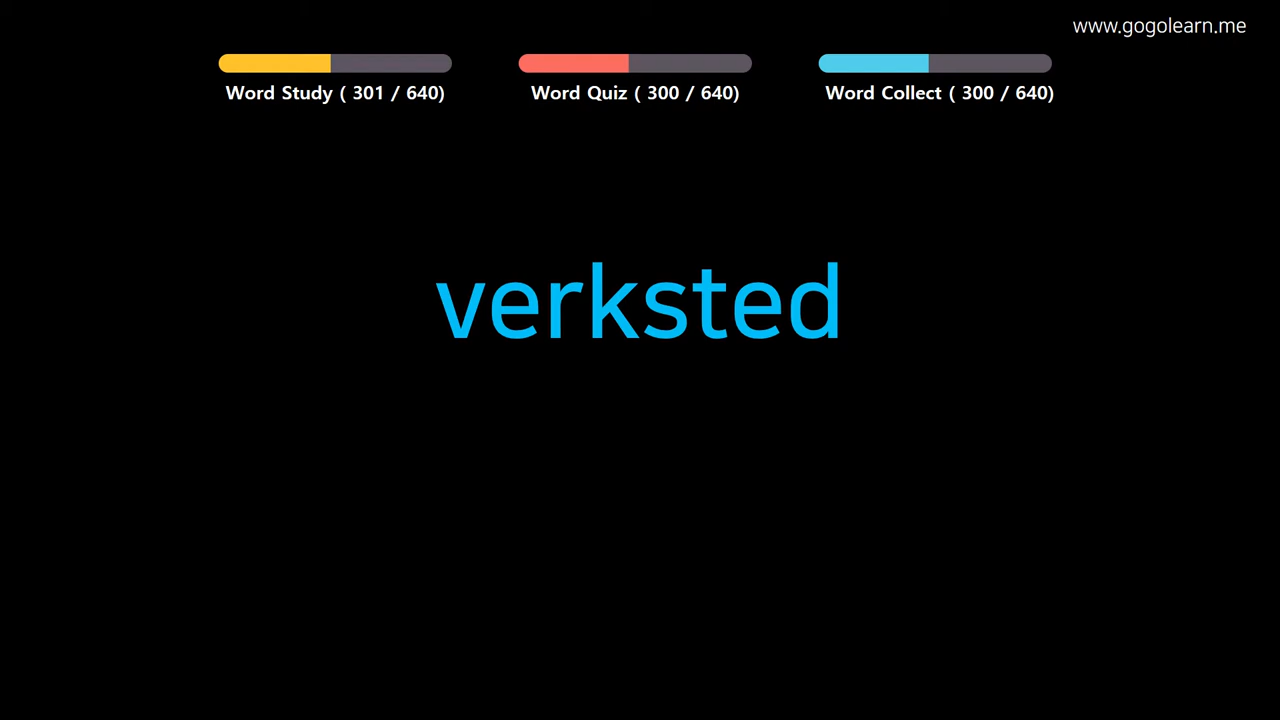 www.gogolearn.me
Word Study ( 301 / 640)
Word Quiz ( 300 / 640)
Word Collect ( 300 / 640)
verksted